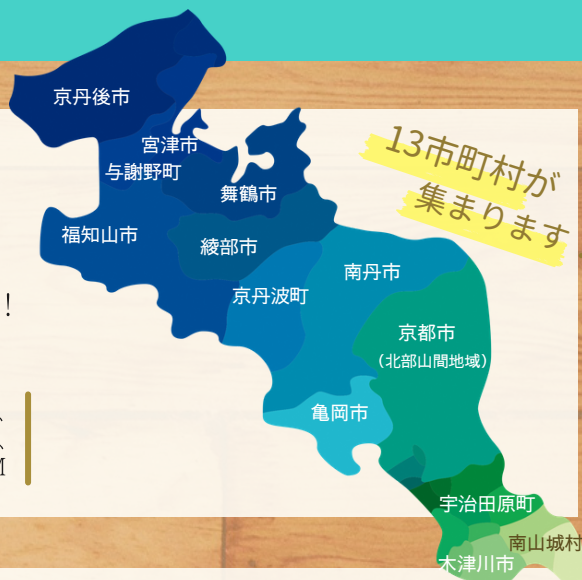 京丹後市
宮津市
与謝野町
舞鶴市
福知山市
綾部市
南丹市
京丹波町
京都市
(北部山間地域)
亀岡市
宇治田原町
南山城村
木津川市
13市町村が
集まります
!
、
、